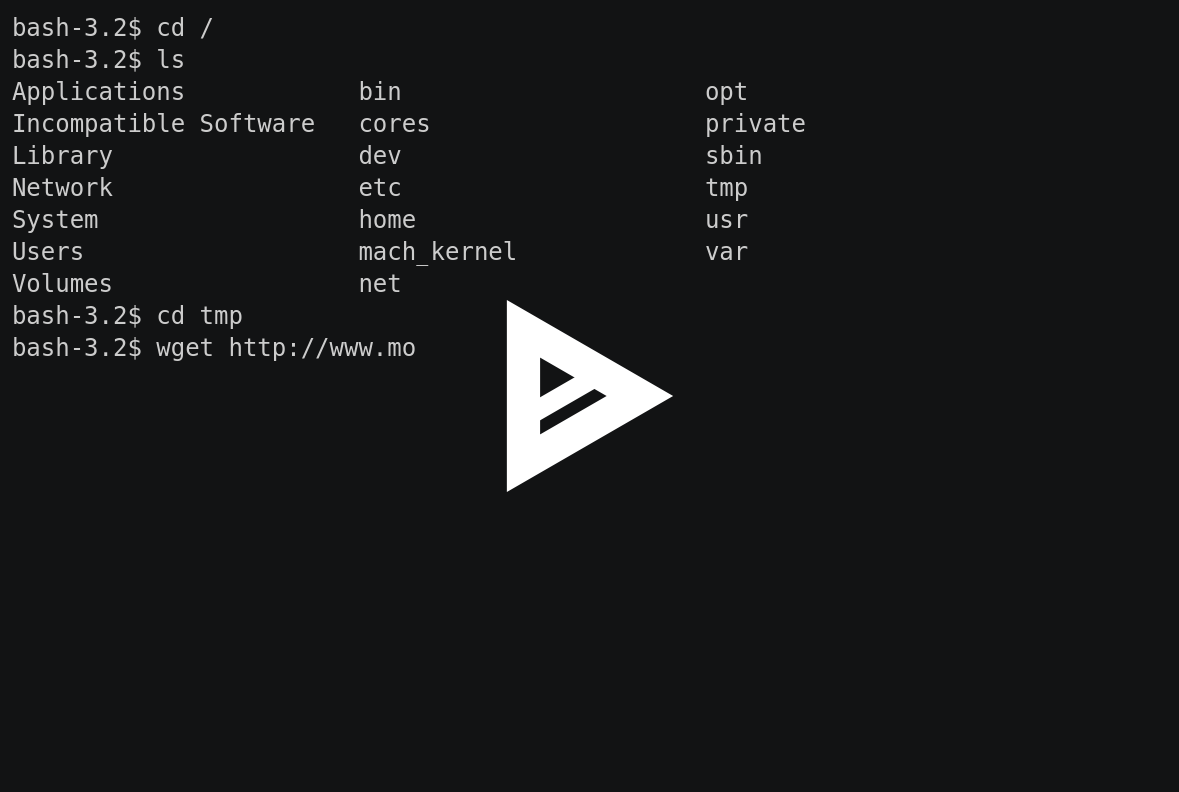 bash-3.2$ cd /
bash-3.2$ ls
Applications             bin                      opt
Incompatible Software    cores                    private
Library                  dev                      sbin
Network                  etc                      tmp
System                   home                     usr
Users                    mach_kernel              var
Volumes                  net
bash-3.2$ cd tmp
bash-3.2$ wget http://www.mo